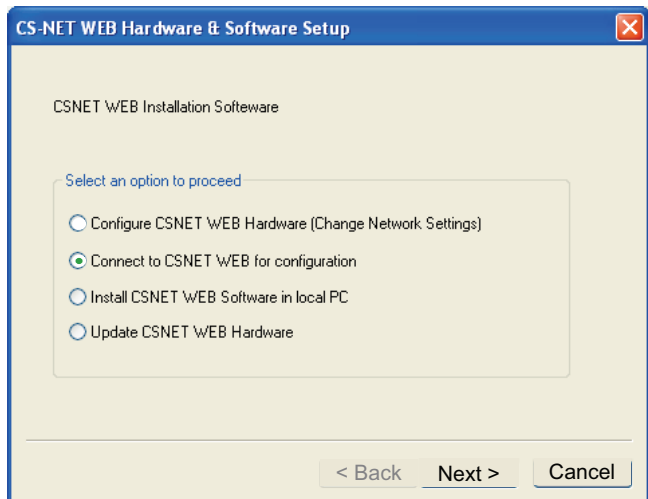 CS-NET WEB Hardware & Software Setup
CSNET WEB Installation Softeware
Select an option to proceed
Configure CSNET WEB Hardware (Change Network Settings)
Connect to CSNET WEB for configuration
Install CSNET WEB Software in local PC
Update CSNET WEB Hardware
< Back Next > Cancel